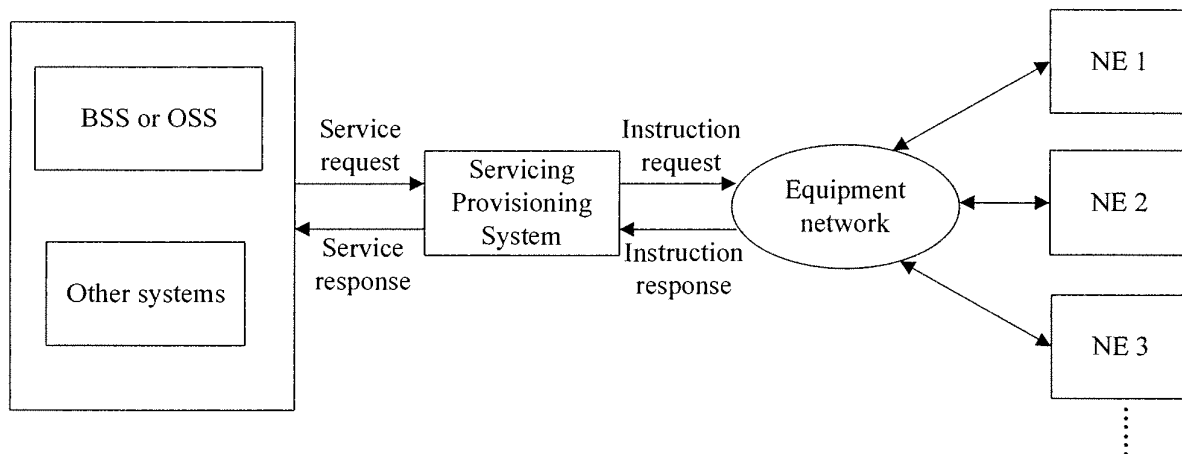 BSS or OSS
Other systems
Service
request
Service
response
Servicing
Provisioning
System
Instruction
request
Instruction
response
Equipment
network
NE 1
NE 2
NE 3